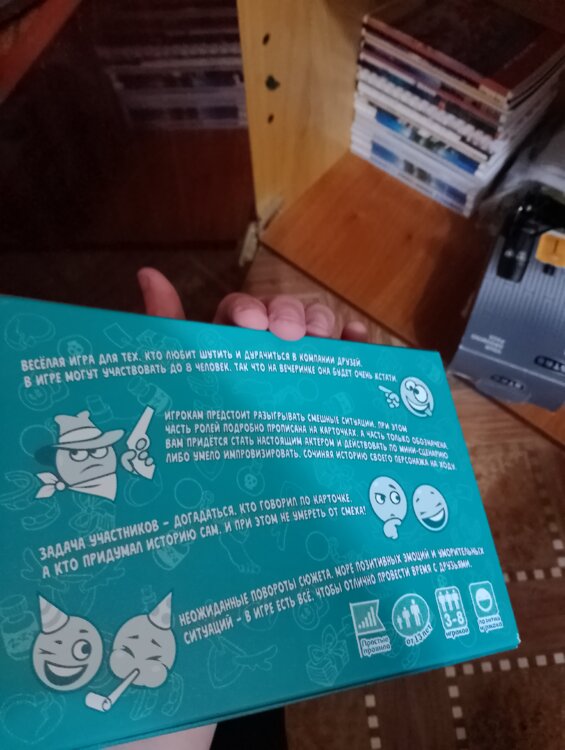 ВЕСЁЛАЯ ИГРА ДЛЯ ТЕХ, КТО ЛЮБИТ ШУТИТЬ И ДУРАЧИТЬСЯ В КОМПАНИИ ДРУЗЕЙ.
В ИГРЕ МОГУТ УЧАСТВОВАТЬ ДО 8 ЧЕЛОВЕК, ТАК ЧТО НА ВЕЧЕРИНКЕ ОНА БУДЕТ ОЧЕНЬ КСТАТИ
ИГРОКАМ ПРЕДСТОИТ РАЗЫГРЫВАТЬ СМЕШНЫЕ СИТУАЦИИ, ПРИ ЭТОМ
ЧАСТЬ РОЛЕЙ ПОДРОБНО ПРОПИСАНА НА КАРТОЧКАХ, А ЧАСТЬ ТОЛЬКО ОБОЗНАЧЕНА
ВАМ ПРИДЁТСЯ СТАТЬ НАСТОЯЩИМ АКТЕРОМ И ДЕЙСТВОВАТЬ ПО МИНИ-СЦЕНАРИЮ
ЛИБО УМЕЛО ИМПРОВИЗИРОВАТЬ, СОЧИНЯЯ ИСТОРИЮ СВОЕГО ПЕРСОНАЖА НА ХОДУ.
ЗАДАЧА УЧАСТНИКОВ – ДОГАДАТЬСЯ, КТО ГОВОРИЛ ПО КАРТОЧКЕ,
А КТО ПРИДУМАЛ ИСТОРИЮ САМ. И ПРИ ЭТОМ НЕ УМЕРЕТЬ ОТ СМЕХА!
НЕОЖИДАННЫЕ ПОВОРОТЫ СЮЖЕТА, МОРЕ ПОЗИТИВНЫХ ЭМОЦИЙ И УМОРИТЕЛЬНЫХ
СИТУАЦИЙ – В ИГРЕ ЕСТЬ ВСЁ, ЧТОБЫ ОТЛИЧНО ПРОВЕСТИ ВРЕМЯ С ДРУЗЬЯМИ.
Простые
правила
от 13 лет
3-8
игроков